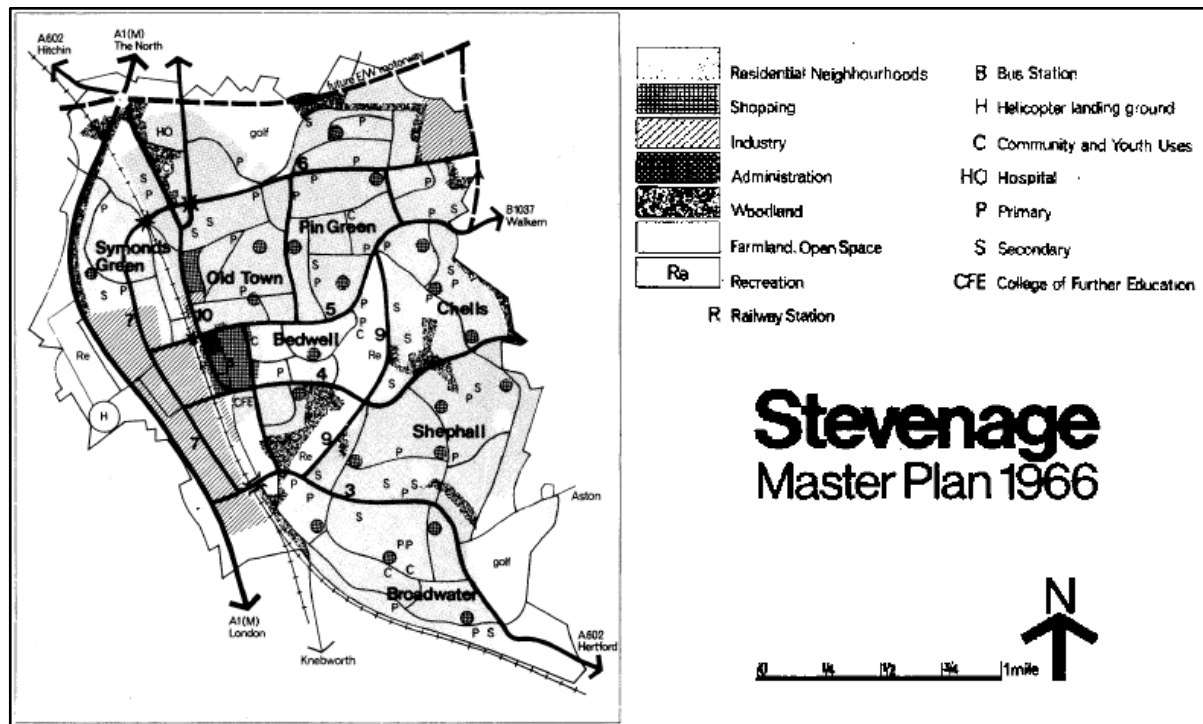 A602
Hitchin
A1(M)
The North
future E/W motorway
HO
golf
S
P
6
B1037
Walkern
Pin Green
Symonds
Green
Old Town
C
7
10
5
Chells
Bedwell
9
Re
4
CFE
H
Shephall
7
9
Re
3
Aston
golf
Broadwater
A1(M)
London
Knebworth
A602
Hertford
Residential Neighbourhoods
Shopping
Industry
Administration
Woodland
Farmland, Open Space
Ra
Recreation
R Railway Station
B Bus Station
H Helicopter landing ground
C Community and Youth Uses
HO Hospital
P Primary
S Secondary
CFE College of Further Education
Stevenage
Master Plan 1966
N
0 1/4 1/2 3/4 1mile